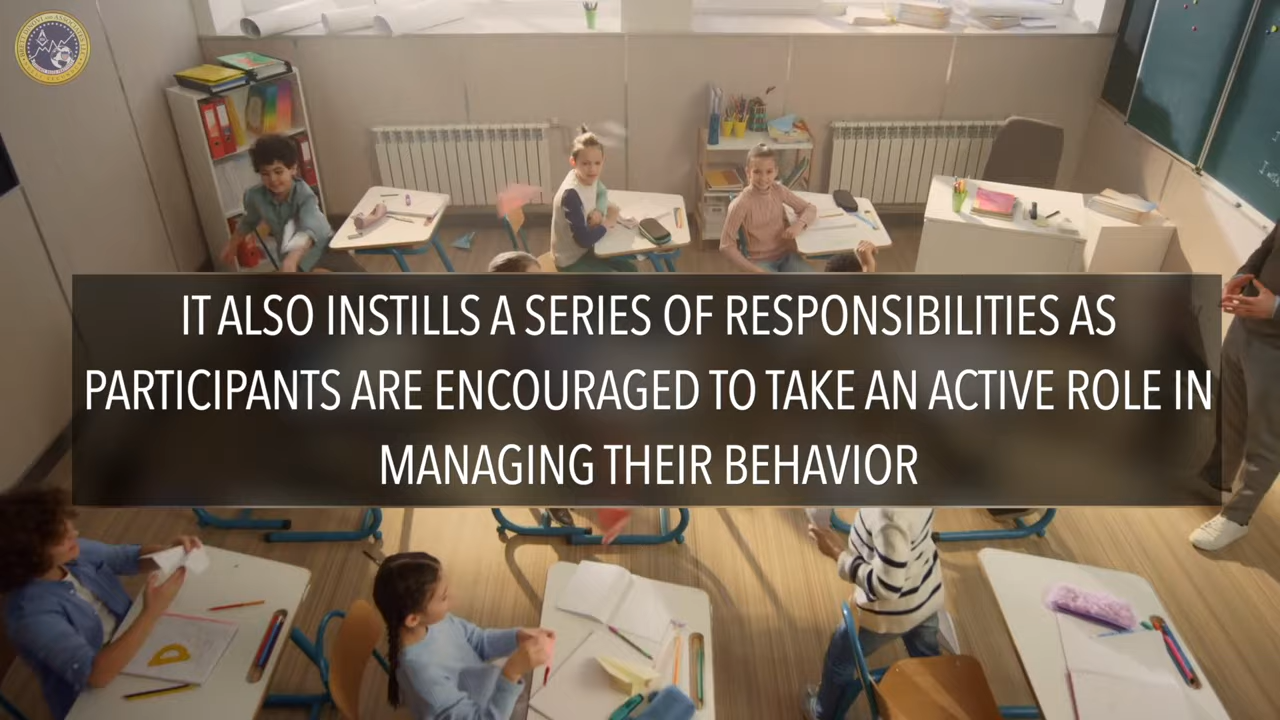 IT ALSO INSTILLS A SERIES OF RESPONSIBILITIES AS
PARTICIPANTS ARE ENCOURAGED TO TAKE AN ACTIVE ROLE IN
MANAGING THEIR BEHAVIOR